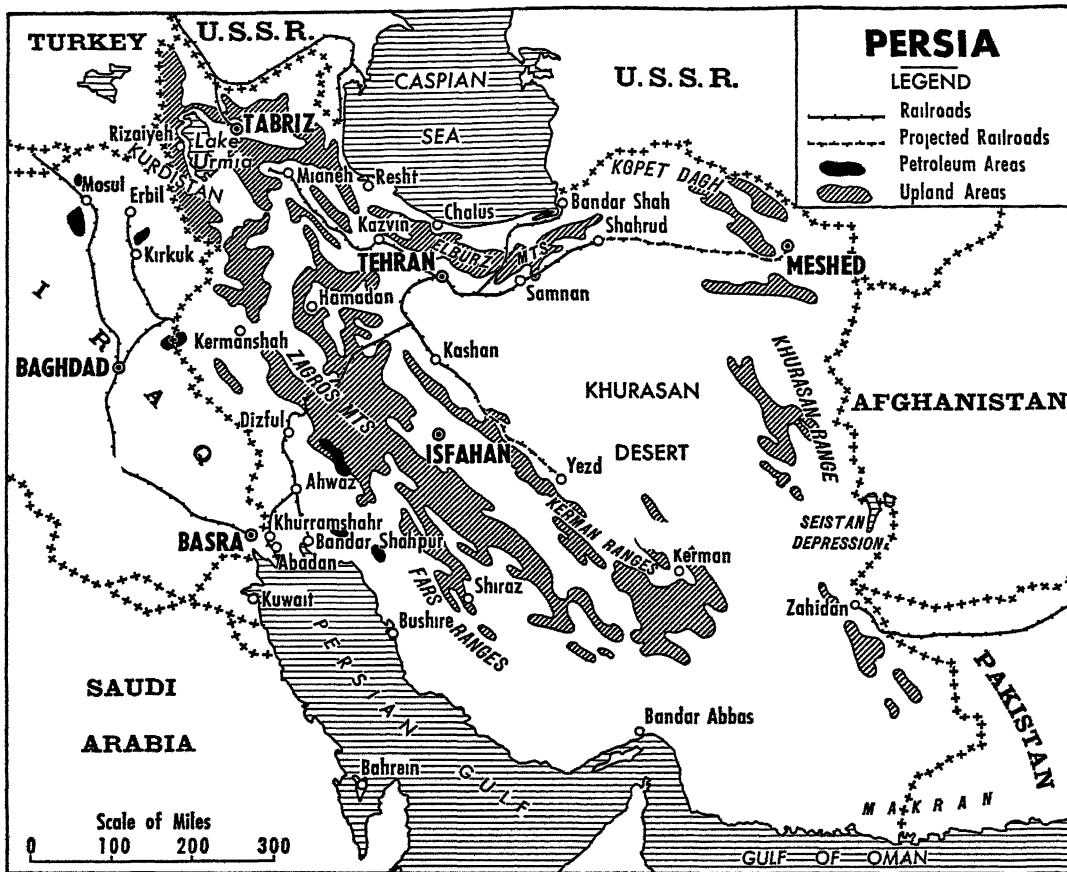 PERSIA
LEGEND
Railroads
Projected Railroads
Petroleum Areas
Upland Areas
TURKEY
U.S.S.R.
CASPIAN
SEA
U.S.S.R.
TABRIZ
Rizaiyeh
Lake
Urmia
KURDISTAN
Mianeh
Resht
KOPET DAGH
Mosul
Erbil
Bandar Shah
Chalus
Shahrud
Kazvin
ELBURZ MTS
Kirkuk
TEHRAN
MESHED
Samnan
Hamadan
IRAQ
Kermanshah
Kashan
BAGHDAD
ZAGROS MTS
KHURASAN
DESERT
KHURASAN RANGE
AFGHANISTAN
Dizful
ISFAHAN
Yezd
Ahwaz
KERMAN RANGES
SEISTAN
DEPRESSION
Khurramshahr
BASRA
Bandar Shahpur
Abadan
Kerman
Kuwait
Shiraz
FARS RANGES
Zahidan
Bushire
PERSIAN GULF
SAUDI
ARABIA
PAKISTAN
Bandar Abbas
Bahrein
MAKRAN
Scale of Miles
0 100 200 300
GULF OF OMAN